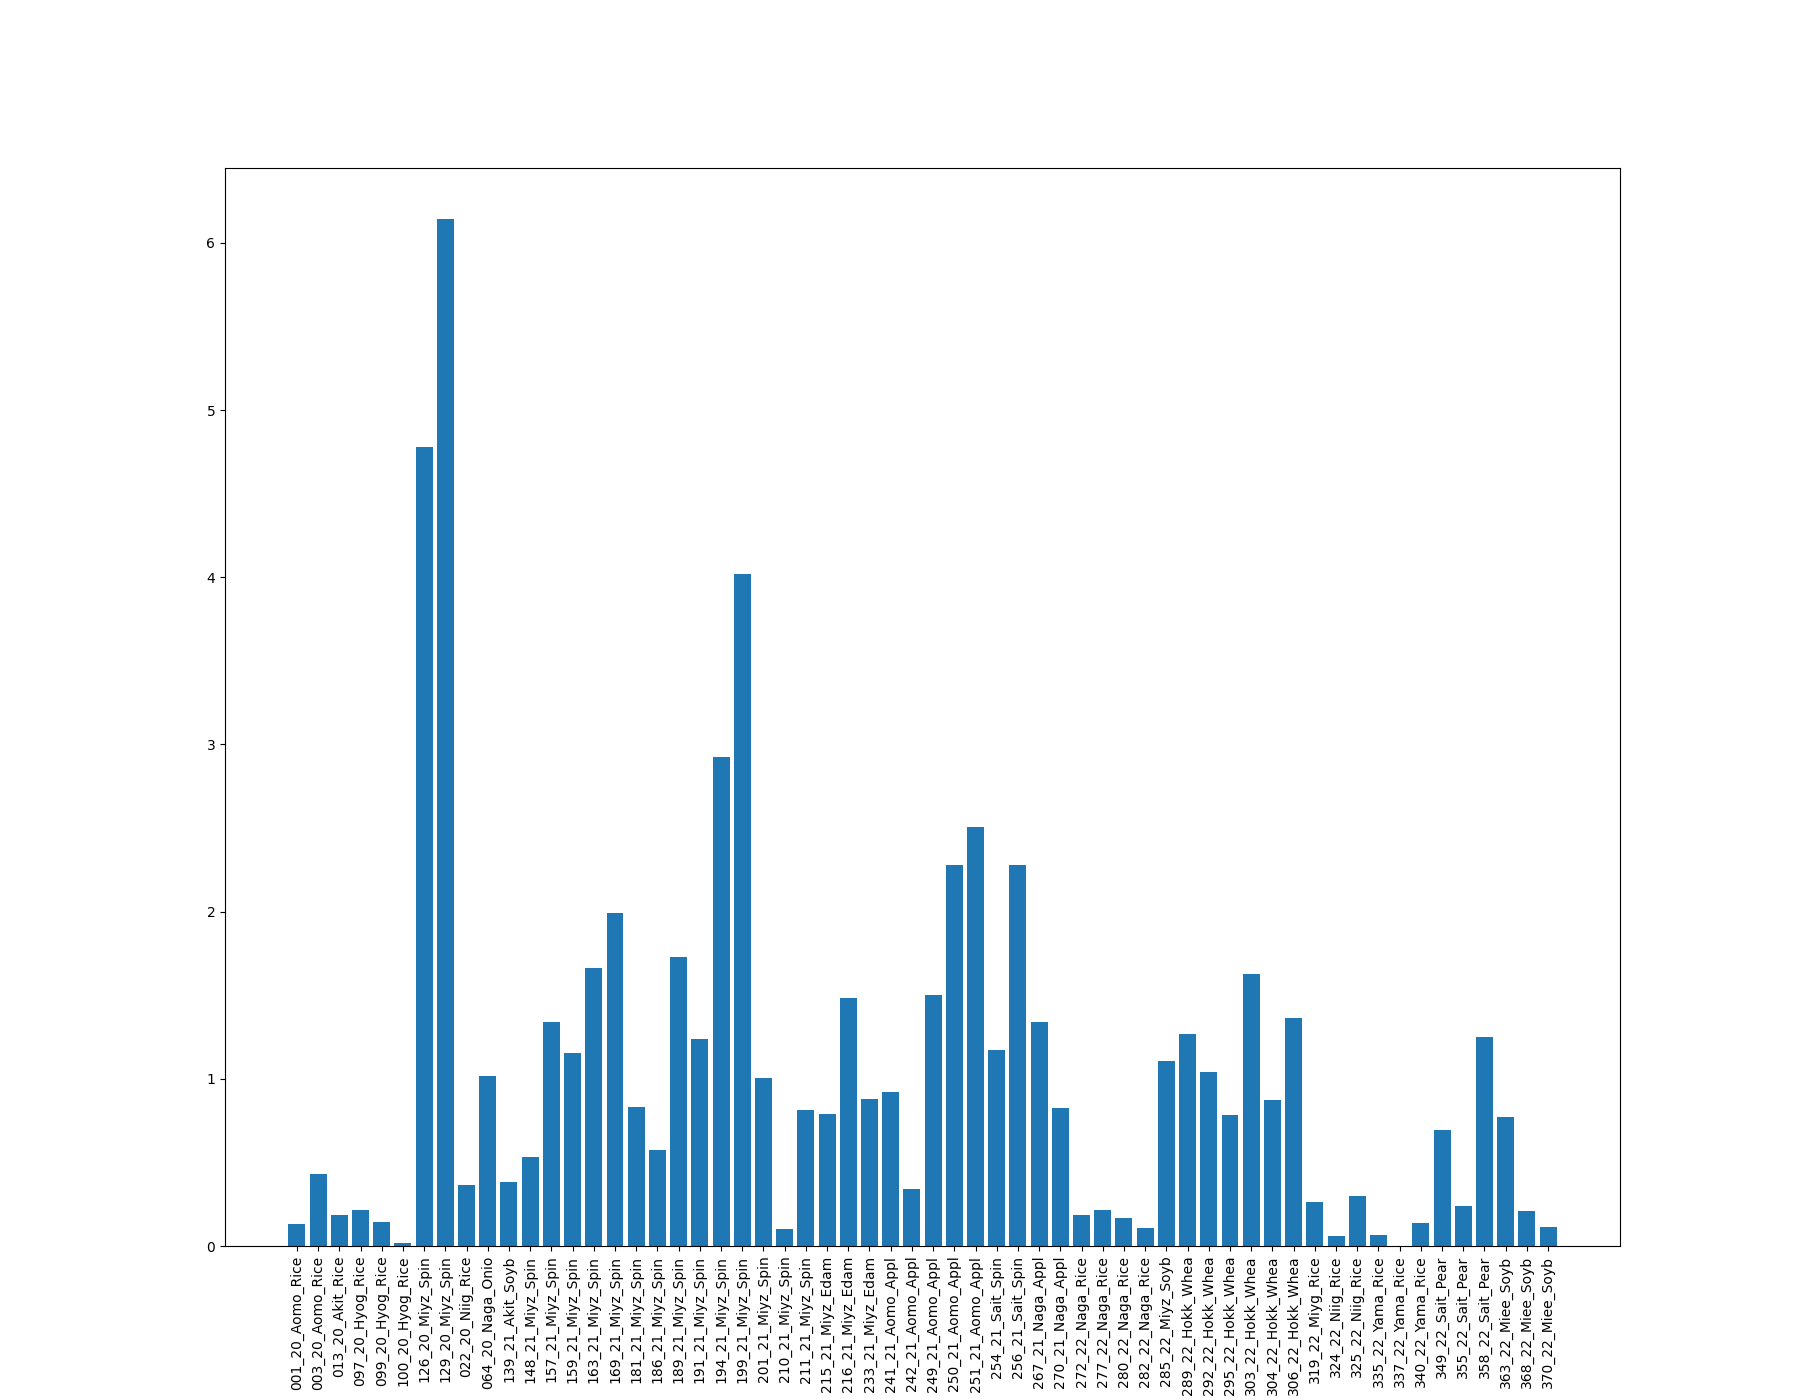 6
5
4
3
2
1
0
001_20_Aomo_Rice
003_20_Aomo_Rice
013_20_Akit_Rice
097_20_Hyog_Rice
099_20_Hyog_Rice
100_20_Hyog_Rice
126_20_Miyz_Spin
129_20_Miyz_Spin
022_20_Niig_Rice
064_20_Naga_Onio
139_21_Akit_Soyb
148_21_Miyz_Spin
157_21_Miyz_Spin
159_21_Miyz_Spin
163_21_Miyz_Spin
169_21_Miyz_Spin
181_21_Miyz_Spin
186_21_Miyz_Spin
189_21_Miyz_Spin
191_21_Miyz_Spin
194_21_Miyz_Spin
199_21_Miyz_Spin
201_21_Miyz_Spin
210_21_Miyz_Spin
211_21_Miyz_Spin
215_21_Miyz_Edam
216_21_Miyz_Edam
233_21_Miyz_Edam
241_21_Aomo_Appl
242_21_Aomo_Appl
249_21_Aomo_Appl
250_21_Aomo_Appl
251_21_Aomo_Appl
254_21_Sait_Spin
256_21_Sait_Spin
267_21_Naga_Appl
270_21_Naga_Appl
272_22_Naga_Rice
277_22_Naga_Rice
280_22_Naga_Rice
282_22_Naga_Rice
285_22_Miyz_Soyb
289_22_Hokk_Whea
292_22_Hokk_Whea
295_22_Hokk_Whea
303_22_Hokk_Whea
304_22_Hokk_Whea
306_22_Hokk_Whea
319_22_Miyg_Rice
324_22_Niig_Rice
325_22_Niig_Rice
335_22_Yama_Rice
337_22_Yama_Rice
340_22_Yama_Rice
349_22_Sait_Pear
355_22_Sait_Pear
358_22_Sait_Pear
363_22_Miee_Soyb
368_22_Miee_Soyb
370_22_Miee_Soyb